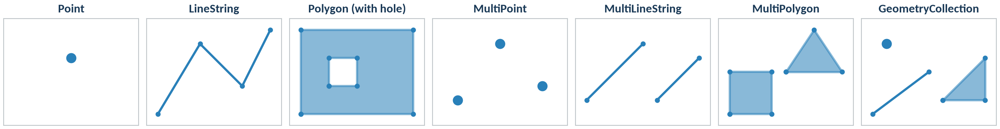 Point
LineString
Polygon (with hole)
MultiPoint
MultiLineString
MultiPolygon
GeometryCollection